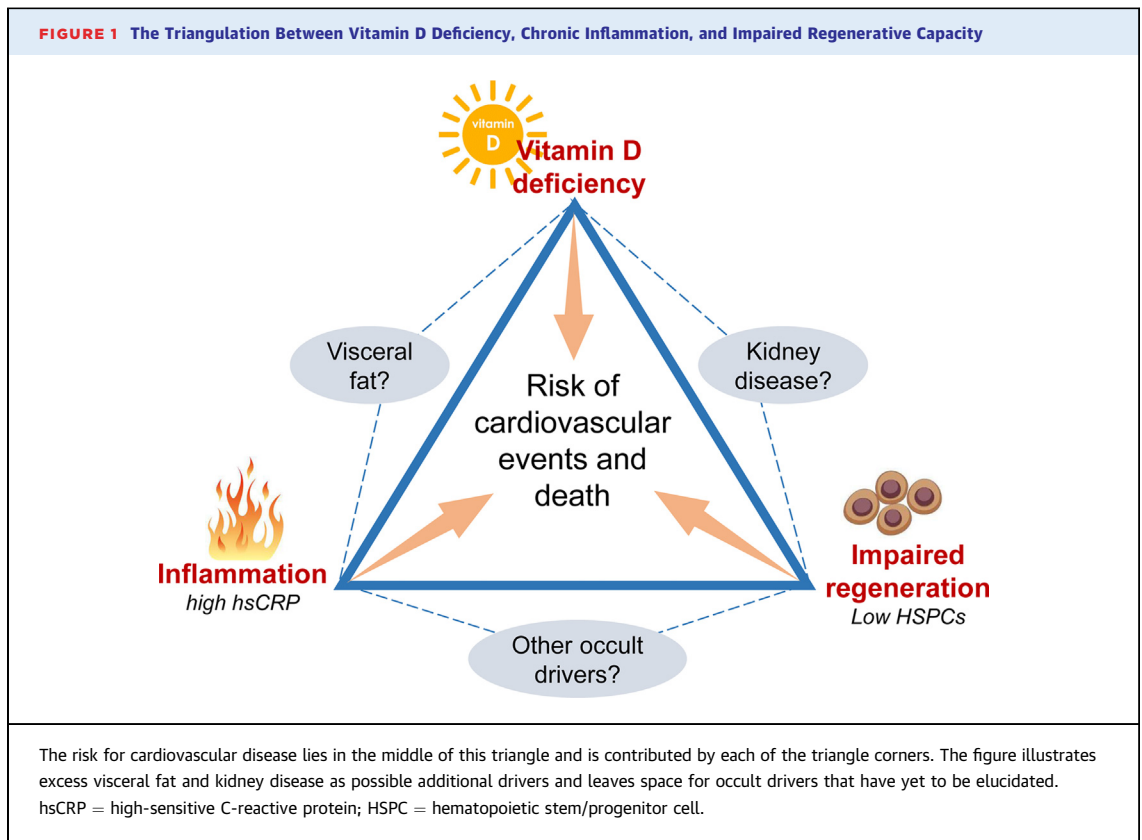 FIGURE 1 The Triangulation Between Vitamin D Deficiency, Chronic Inflammation, and Impaired Regenerative Capacity
vitamin
D
Vitamin D
deficiency
Visceral
fat?
Kidney
disease?
Risk of
cardiovascular
events and
death
Inflammation
high hsCRP
Impaired
regeneration
Low HSPCs
Other occult
drivers?
The risk for cardiovascular disease lies in the middle of this triangle and is contributed by each of the triangle corners. The figure illustrates
excess visceral fat and kidney disease as possible additional drivers and leaves space for occult drivers that have yet to be elucidated.
hsCRP = high-sensitive C-reactive protein; HSPC = hematopoietic stem/progenitor cell.